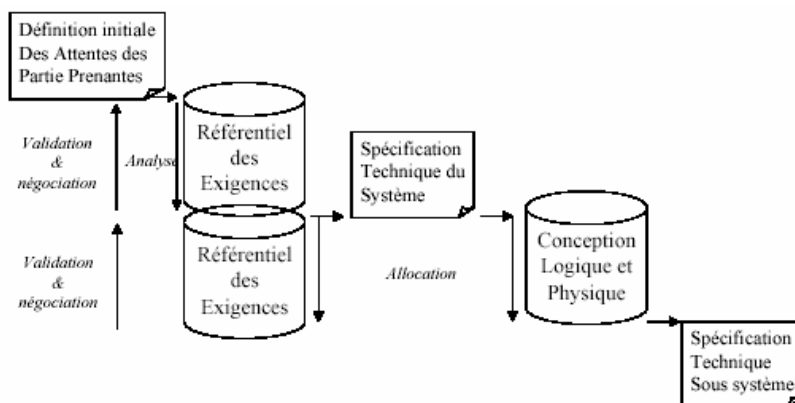 Définition initiale
Des Attentes des
Partie Prenantes
Validation
&
négociation
Analyse
Référentiel
des
Exigences
Spécification
Technique du
Système
Validation
&
négociation
Référentiel
des
Exigences
Allocation
Conception
Logique et
Physique
Spécification
Technique
Sous système